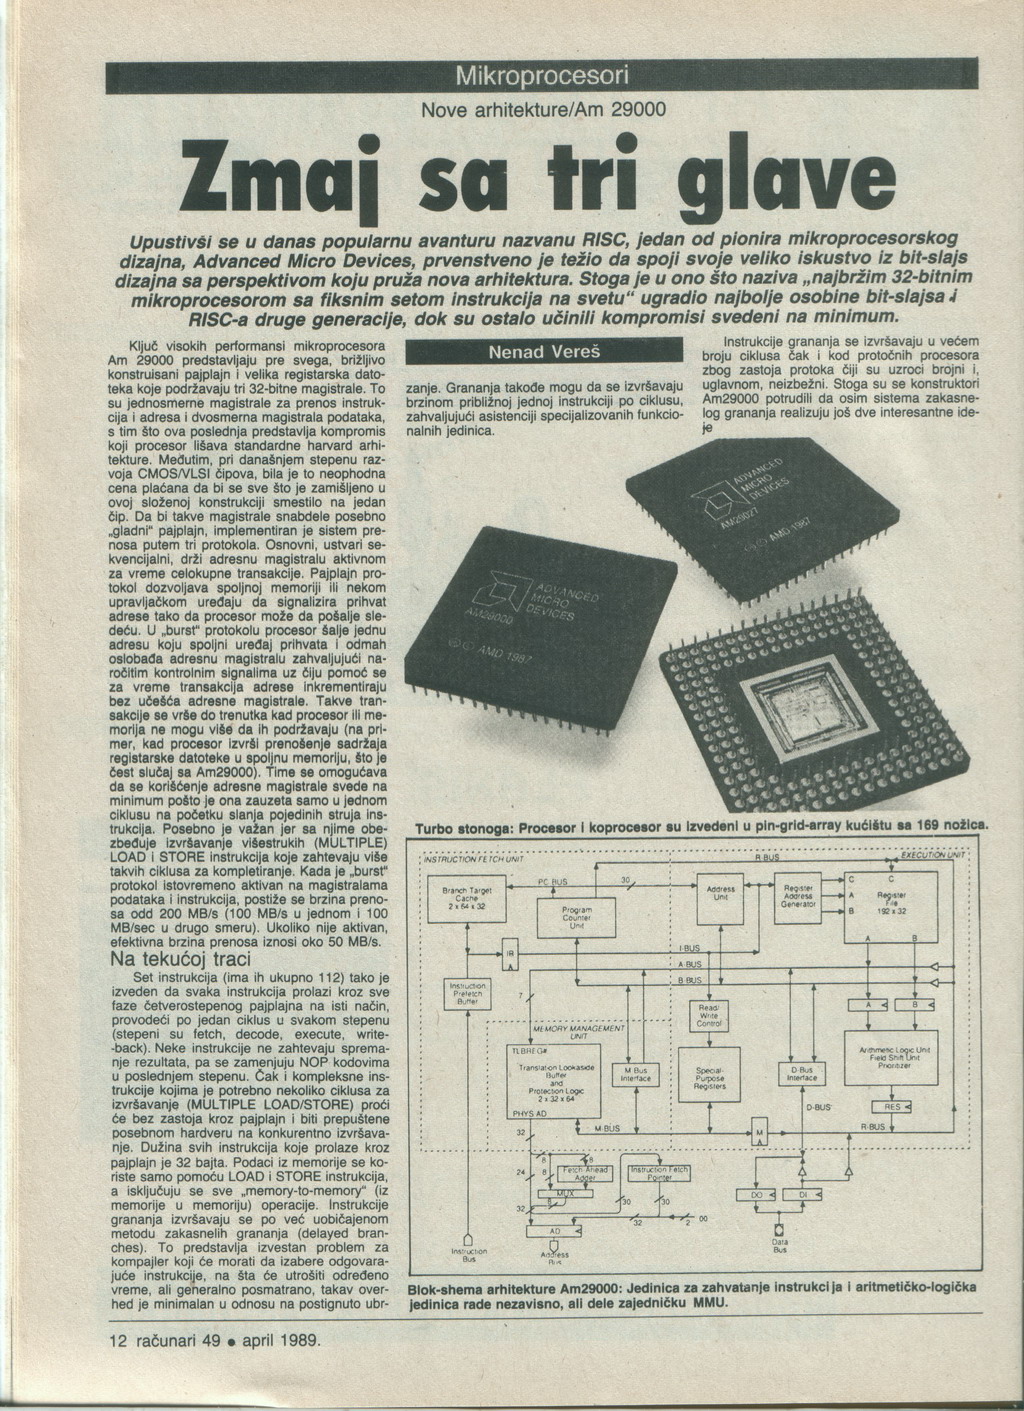 Mikroprocesori
Nove arhitekture/Am 29000
Zmaj sa tri glave
Upustivši se u danas popularnu avanturu nazvanu RISC, jedan od pionira mikroprocesorskog
dizajna, Advanced Micro Devices, prvenstveno je težio da spoji svoje veliko iskustvo iz bit-slajs
dizajna sa perspektivom koju pruža nova arhitektura. Stoga je u ono što naziva „najbržim 32-bitnim
mikroprocesorom sa fiksnim setom instrukcija na svetu" ugradio najbolje osobine bit-slajsa i
RISC-a druge generacije, dok su ostalo učinili kompromisi svedeni na minimum.
Ključ visokih performansi mikroprocesora
Am 29000 predstavljaju pre svega, brižljivo
konstruisani pajplajn i velika registarska dato-
teka koje podržavaju tri 32-bitne magistrale. To
su jednosmerne magistrale za prenos instruk-
cija i adresa i dvosmerna magistrala podataka,
s tim što ova poslednja predstavlja kompromis
koji procesor lišava standardne harvard arhi-
tekture. Međutim, pri današnjem stepenu raz-
voja CMOS/VLSI čipova, bila je to neophodna
cena plaćana da bi se sve što je zamišljeno u
ovoj složenoj konstrukciji smestilo na jedan
čip. Da bi takve magistrale snabdele posebno
„gladni" pajplajn, implementiran je sistem pre-
nosa putem tri protokola. Osnovni, ustvari se-
kvencijalni, drži adresnu magistralu aktivnom
za vreme celokupne transakcije. Pajplajn pro-
tokol dozvoljava spoljnoj memoriji ili nekom
upravljačkom uređaju da signalizira prihvat
adrese tako da procesor može da pošalje sle-
deću. U „burst" protokolu procesor šalje jednu
adresu koju spoljni uređaj prihvata i odmah
oslobađa adresnu magistralu zahvaljujući na-
ročitim kontrolnim signalima uz čiju pomoć se
za vreme transakcija adrese inkrementiraju
bez učešća adresne magistrale. Takve tran-
sakcije se vrše do trenutka kad procesor ili me-
morija ne mogu više da ih podržavaju (na pri-
mer, kad procesor izvrši prenošenje sadržaja
registarske datoteke u spoljnu memoriju, što je
čest slučaj sa Am29000). Time se omogućava
da se korišćenje adresne magistrale svede na
minimum pošto je ona zauzeta samo u jednom
ciklusu na početku slanja pojedinih struja ins-
trukcija. Posebno je važan jer sa njime obe-
zbeđuje izvršavanje višestrukih (MULTIPLE)
LOAD i STORE instrukcija koje zahtevaju više
takvih ciklusa za kompletiranje. Kada je „burst"
protokol istovremeno aktivan na magistralama
podataka i instrukcija, postiže se brzina preno-
sa odd 200 MB/s (100 MB/s u jednom i 100
MB/sec u drugo smeru). Ukoliko nije aktivan,
efektivna brzina prenosa iznosi oko 50 MB/s.
Na tekućoj traci
Set instrukcija (ima ih ukupno 112) tako je
izveden da svaka instrukcija prolazi kroz sve
faze četverostepenog pajplajna na isti način,
provodeći po jedan ciklus u svakom stepenu
(stepeni su fetch, decode, execute, write-
-back). Neke instrukcije ne zahtevaju sprema-
nje rezultata, pa se zamenjuju NOP kodovima
u poslednjem stepenu. Čak i kompleksne ins-
trukcije kojima je potrebno nekoliko ciklusa za
izvršavanje (MULTIPLE LOAD/STORE) proći
će bez zastoja kroz pajplajn i biti prepuštene
posebnom hardveru na konkurentno izvršava-
nje. Dužina svih instrukcija koje prolaze kroz
pajplajn je 32 bajta. Podaci iz memorije se ko-
riste samo pomoću LOAD i STORE instrukcija,
a isključuju se sve „memory-to-memory" (iz
memorije u memoriju) operacije. Instrukcije
grananja izvršavaju se po već uobičajenom
metodu zakasnelih grananja (delayed bran-
ches). To predstavlja izvestan problem za
kompajler koji će morati da izabere odgovara-
juće instrukcije, na šta će utrošiti određeno
vreme, ali generalno posmatrano, takav over-
hed je minimalan u odnosu na postignuto ubr-
Nenad Vereš
zanje. Grananja takođe mogu da se izvršavaju
brzinom približnoj jednoj instrukciji po ciklusu,
zahvaljujući asistenciji specijalizovanih funkcio-
nalnih jedinica.
Instrukcije grananja se izvršavaju u većem
broju ciklusa čak i kod protočnih procesora
zbog zastoja protoka čiji su uzroci brojni i,
uglavnom, neizbežni. Stoga su se konstruktori
Am29000 potrudili da osim sistema zakasne-
log grananja realizuju još dve interesantne ide-
je
ADVANCED
MICRO
DEVICES
AM29027
© AMD 1987
ADVANCED
MICRO
DEVICES
AM29000
© AMD 1987
Turbo stonoga: Procesor i koprocesor su izvedeni u pin-grid-array kućištu sa 169 nožica.
INSTRUCTION FETCH UNIT
R BUS
EXECUTION UNIT
Branch Target
Cache
2 x 64 x 32
PC BUS
30
Program
Counter
Unit
Address
Unit
Register
Address
Generator
C
A
B
C
Register
File
192 x 32
A
B
IR
A
I-BUS
A-BUS
B-BUS
Instruction
Prefetch
Buffer
7
Read/
Write
Control
A
B
MEMORY MANAGEMENT
UNIT
TLBREG#
Translation Lookaside
Buffer
and
Protection Logic
2 x 32 x 64
PHYS AD
M Bus
Interface
Special-
Purpose
Registers
D-Bus
Interface
Arithmetic Logic Unit
Field Shift Unit
Prioritizer
D-BUS
RES
32
M-BUS
M
A
R-BUS
24
8
8
8
Fetch Ahead
Adder
Instruction Fetch
Pointer
MUX
6
30
30
DO
DI
32
32
2
00
AD
Instruction
Bus
Address
Bus
Data
Bus
Blok-shema arhitekture Am29000: Jedinica za zahvatanje instrukcija i aritmetičko-logička
jedinica rade nezavisno, ali dele zajedničku MMU.
12 računari 49 • april 1989.